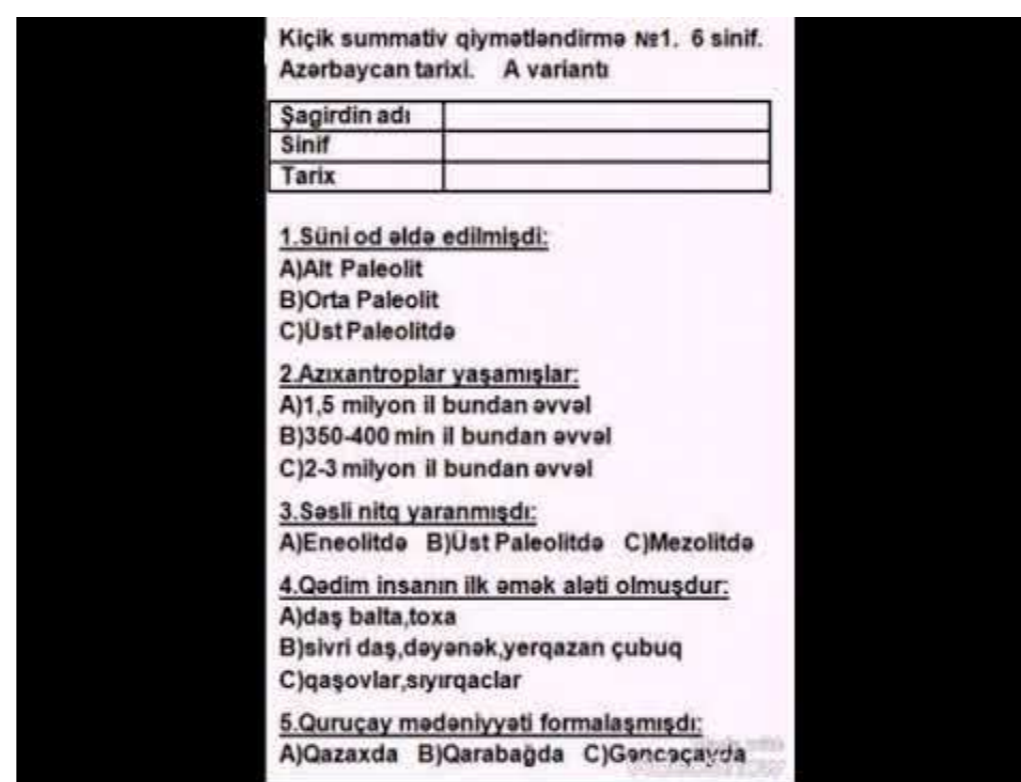 Kiçik summativ qiymətləndirmə №1. 6 sinif.
Azərbaycan tarixi. A variantı
Şagirdin adı
Sinif
Tarix
1.Süni od əldə edilmişdi:
A)Alt Paleolit
B)Orta Paleolit
C)Üst Paleolitdə
2.Azıxantroplar yaşamışlar:
A)1,5 milyon il bundan əvvəl
B)350-400 min il bundan əvvəl
C)2-3 milyon il bundan əvvəl
3.Səsli nitq yaranmışdı:
A)Eneolitdə B)Üst Paleolitdə C)Mezolitdə
4.Qədim insanın ilk əmək aləti olmuşdur:
A)daş balta,toxa
B)sivri daş,dəyənək,yerqazan çubuq
C)qaşovlar,sıyırqaclar
5.Quruçay mədəniyyəti formalaşmışdı:
A)Qazaxda B)Qarabağda C)Gəncəçayda